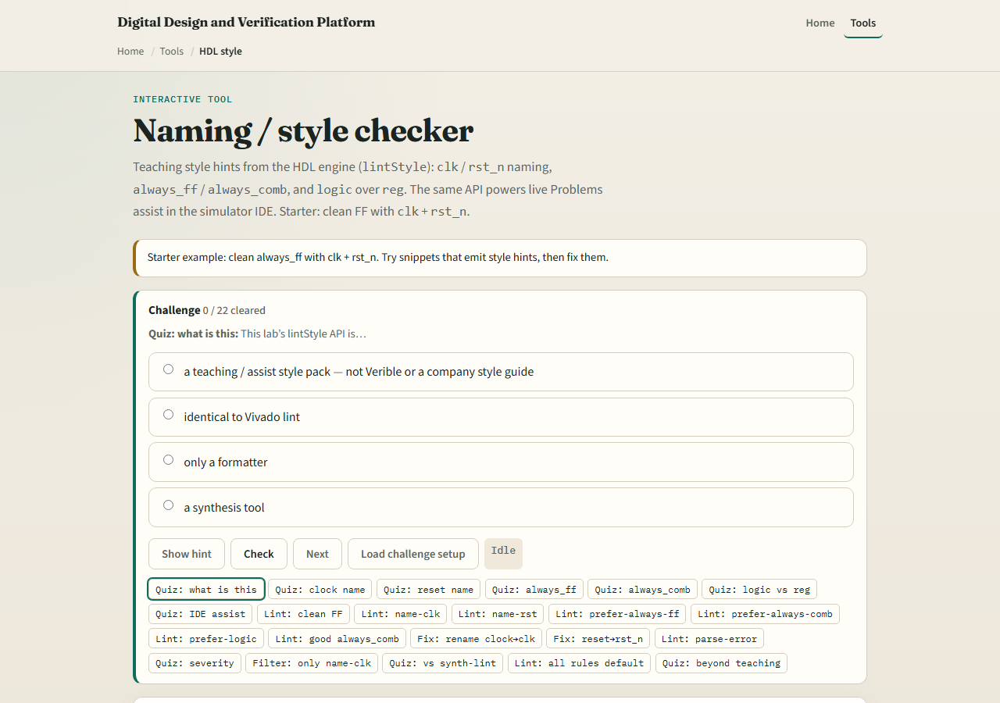 Digital Design and Verification Platform
Home Tools
Home / Tools / HDL style
INTERACTIVE TOOL
Naming / style checker
Teaching style hints from the HDL engine (lintStyle): clk / rst_n naming,
always_ff / always_comb, and logic over reg. The same API powers live Problems
assist in the simulator IDE. Starter: clean FF with clk + rst_n.
Starter example: clean always_ff with clk + rst_n. Try snippets that emit style hints, then fix them.
Challenge 0 / 22 cleared
Quiz: what is this: This lab’s lintStyle API is…
a teaching / assist style pack — not Verible or a company style guide
identical to Vivado lint
only a formatter
a synthesis tool
Show hint Check Next Load challenge setup Idle
Quiz: what is this Quiz: clock name Quiz: reset name Quiz: always_ff Quiz: always_comb Quiz: logic vs reg
Quiz: IDE assist Lint: clean FF Lint: name-clk Lint: name-rst Lint: prefer-always-ff Lint: prefer-always-comb
Lint: prefer-logic Lint: good always_comb Fix: rename clock→clk Fix: reset→rst_n Lint: parse-error
Quiz: severity Filter: only name-clk Quiz: vs synth-lint Lint: all rules default Quiz: beyond teaching